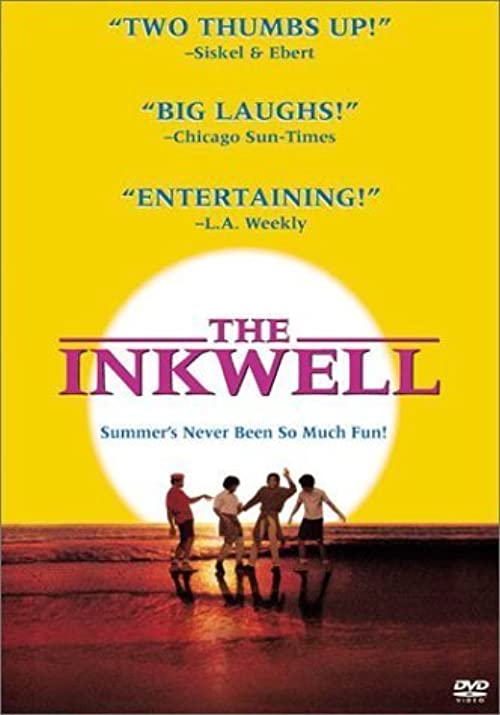 “TWO THUMBS UP!”
–Siskel & Ebert
“BIG LAUGHS!”
–Chicago Sun-Times
“ENTERTAINING!”
–L.A. Weekly
THE
INKWELL
Summer's Never Been So Much Fun!
DVD
VIDEO